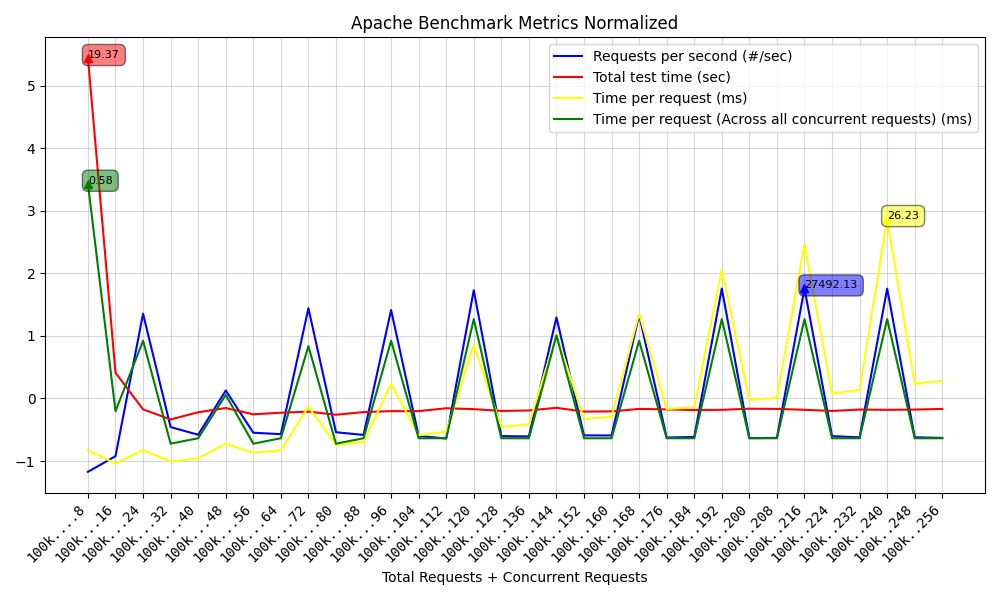 Apache Benchmark Metrics Normalized
19.37
0.58
26.23
27492.13
Requests per second (#/sec)
Total test time (sec)
Time per request (ms)
Time per request (Across all concurrent requests) (ms)
5
4
3
2
1
0
−1
100k...8
100k...16
100k...24
100k...32
100k...40
100k...48
100k...56
100k...64
100k...72
100k...80
100k...88
100k...96
100k...104
100k...112
100k...120
100k...128
100k...136
100k...144
100k...152
100k...160
100k...168
100k...176
100k...184
100k...192
100k...200
100k...208
100k...216
100k...224
100k...232
100k...240
100k...248
100k...256
Total Requests + Concurrent Requests